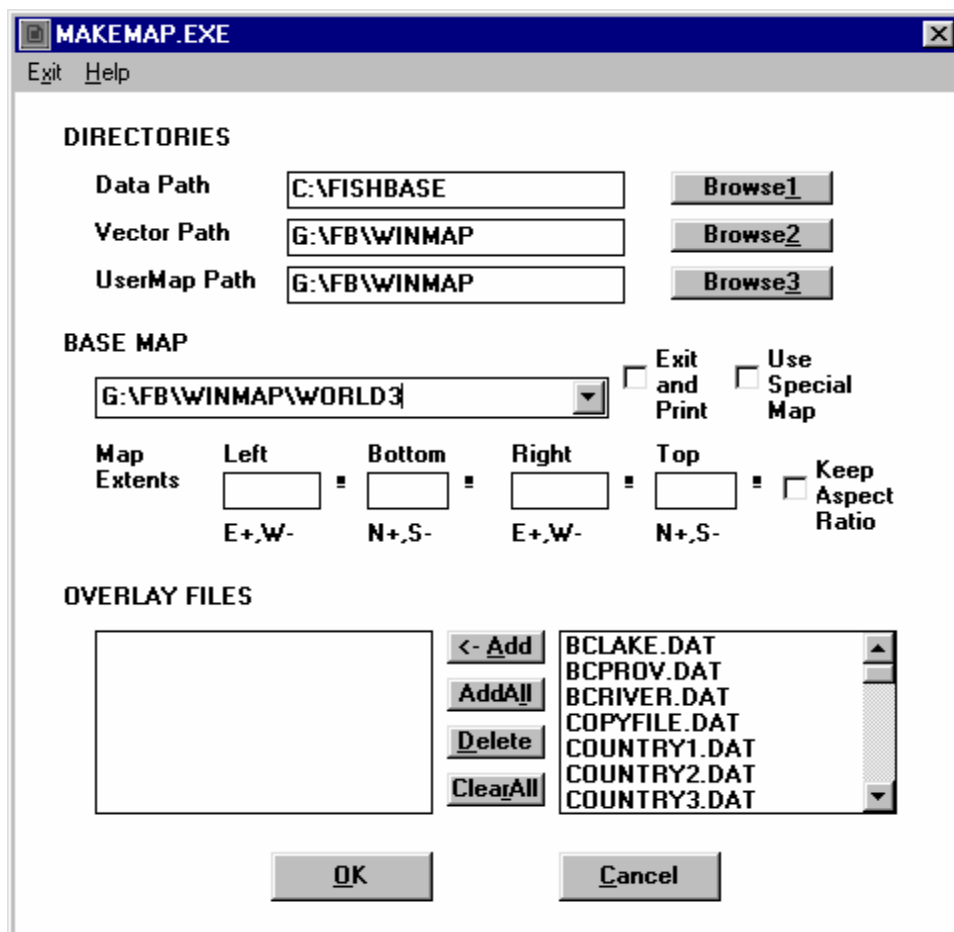 MAKEMAP.EXE
Exit Help
DIRECTORIES
Data Path C:\FISHBASE Browse1
Vector Path G:\FB\WINMAP Browse2
UserMap Path G:\FB\WINMAP Browse3
BASE MAP
G:\FB\WINMAP\WORLD3
Exit and Print
Use Special Map
Map Extents
Left Bottom Right Top
E+,W- N+,S- E+,W- N+,S-
Keep Aspect Ratio
OVERLAY FILES
<- Add
AddAll
Delete
ClearAll
BCLAKE.DAT
BCPROV.DAT
BCRIVER.DAT
COPYFILE.DAT
COUNTRY1.DAT
COUNTRY2.DAT
COUNTRY3.DAT
OK Cancel